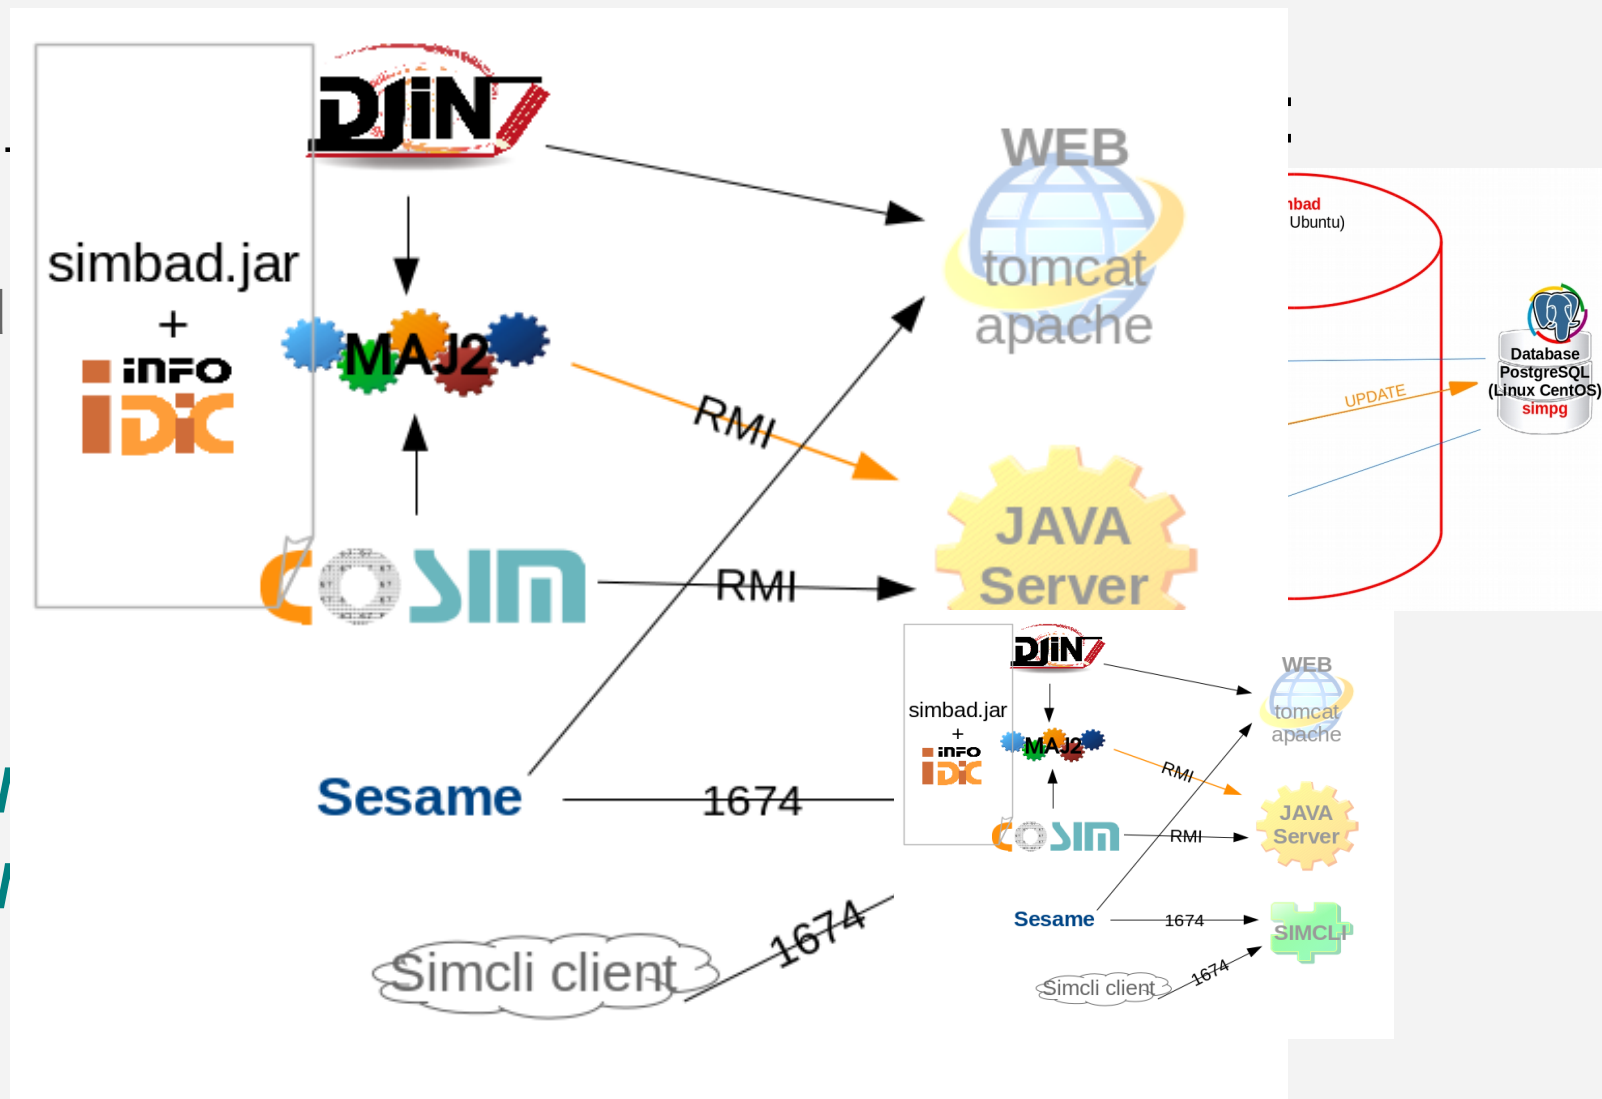 DJIN
simbad.jar
+
INFO
IDIC
MAJ2
COSIM
Sesame
Simcli client
RMI
RMI
1674
1674
WEB
tomcat
apache
JAVA
Server
Ubuntu)
UPDATE
Database
PostgreSQL
(Linux CentOS)
simpg
DJIN
simbad.jar
+
INFO
IDIC
MAJ2
COSIM
Sesame
Simcli client
RMI
RMI
1674
1674
WEB
tomcat
apache
JAVA
Server
SIMCLI